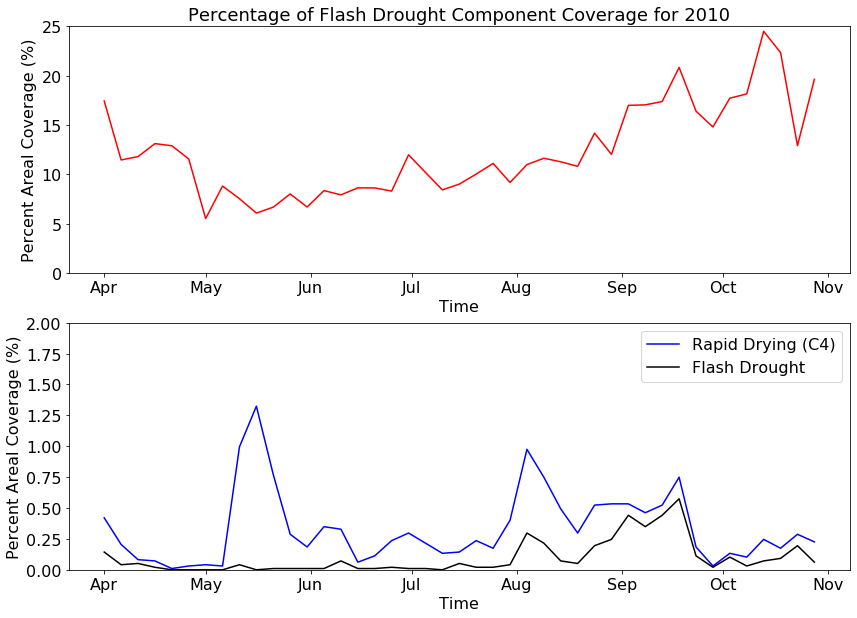 Percentage of Flash Drought Component Coverage for 2010
Percent Areal Coverage (%)
25
20
15
10
5
0
Apr May Jun Jul Aug Sep Oct Nov
Time
Percent Areal Coverage (%)
2.00
1.75
1.50
1.25
1.00
0.75
0.50
0.25
0.00
Rapid Drying (C4)
Flash Drought
Apr May Jun Jul Aug Sep Oct Nov
Time